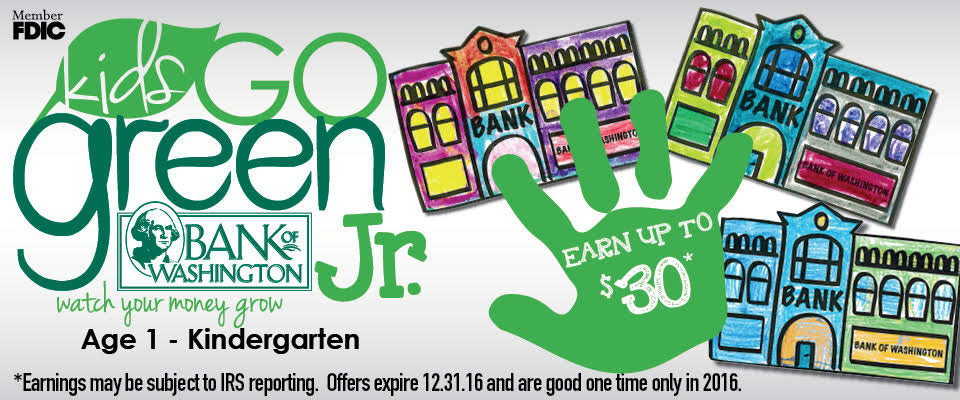 Member
FDIC
kids GO
green
Jr.
BANK OF
WASHINGTON
watch your money grow
Age 1 - Kindergarten
EARN UP TO
$30*
BANK
BANK OF WASHINGTON
BANK
BANK OF WASHINGTON
BANK
BANK OF WASHINGTON
*Earnings may be subject to IRS reporting. Offers expire 12.31.16 and are good one time only in 2016.